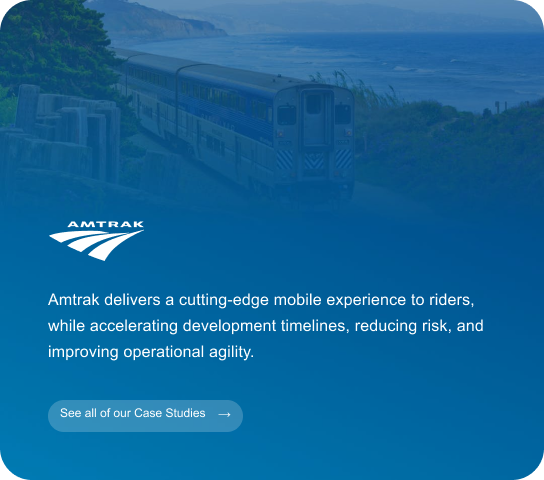 AMTRAK
Amtrak delivers a cutting-edge mobile experience to riders,
while accelerating development timelines, reducing risk, and
improving operational agility.
See all of our Case Studies →